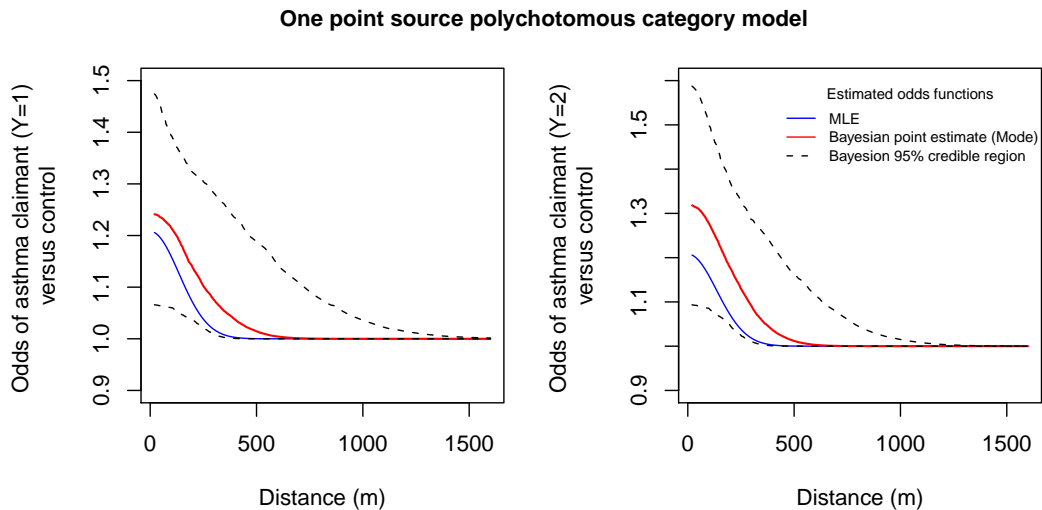 One point source polychotomous category model
Odds of asthma claimant (Y=1)
versus control
1.5
1.4
1.3
1.2
1.1
1.0
0.9
0
500
1000
1500
Distance (m)
Odds of asthma claimant (Y=2)
versus control
1.5
1.3
1.1
0.9
0
500
1000
1500
Distance (m)
Estimated odds functions
MLE
Bayesian point estimate (Mode)
Bayesion 95% credible region